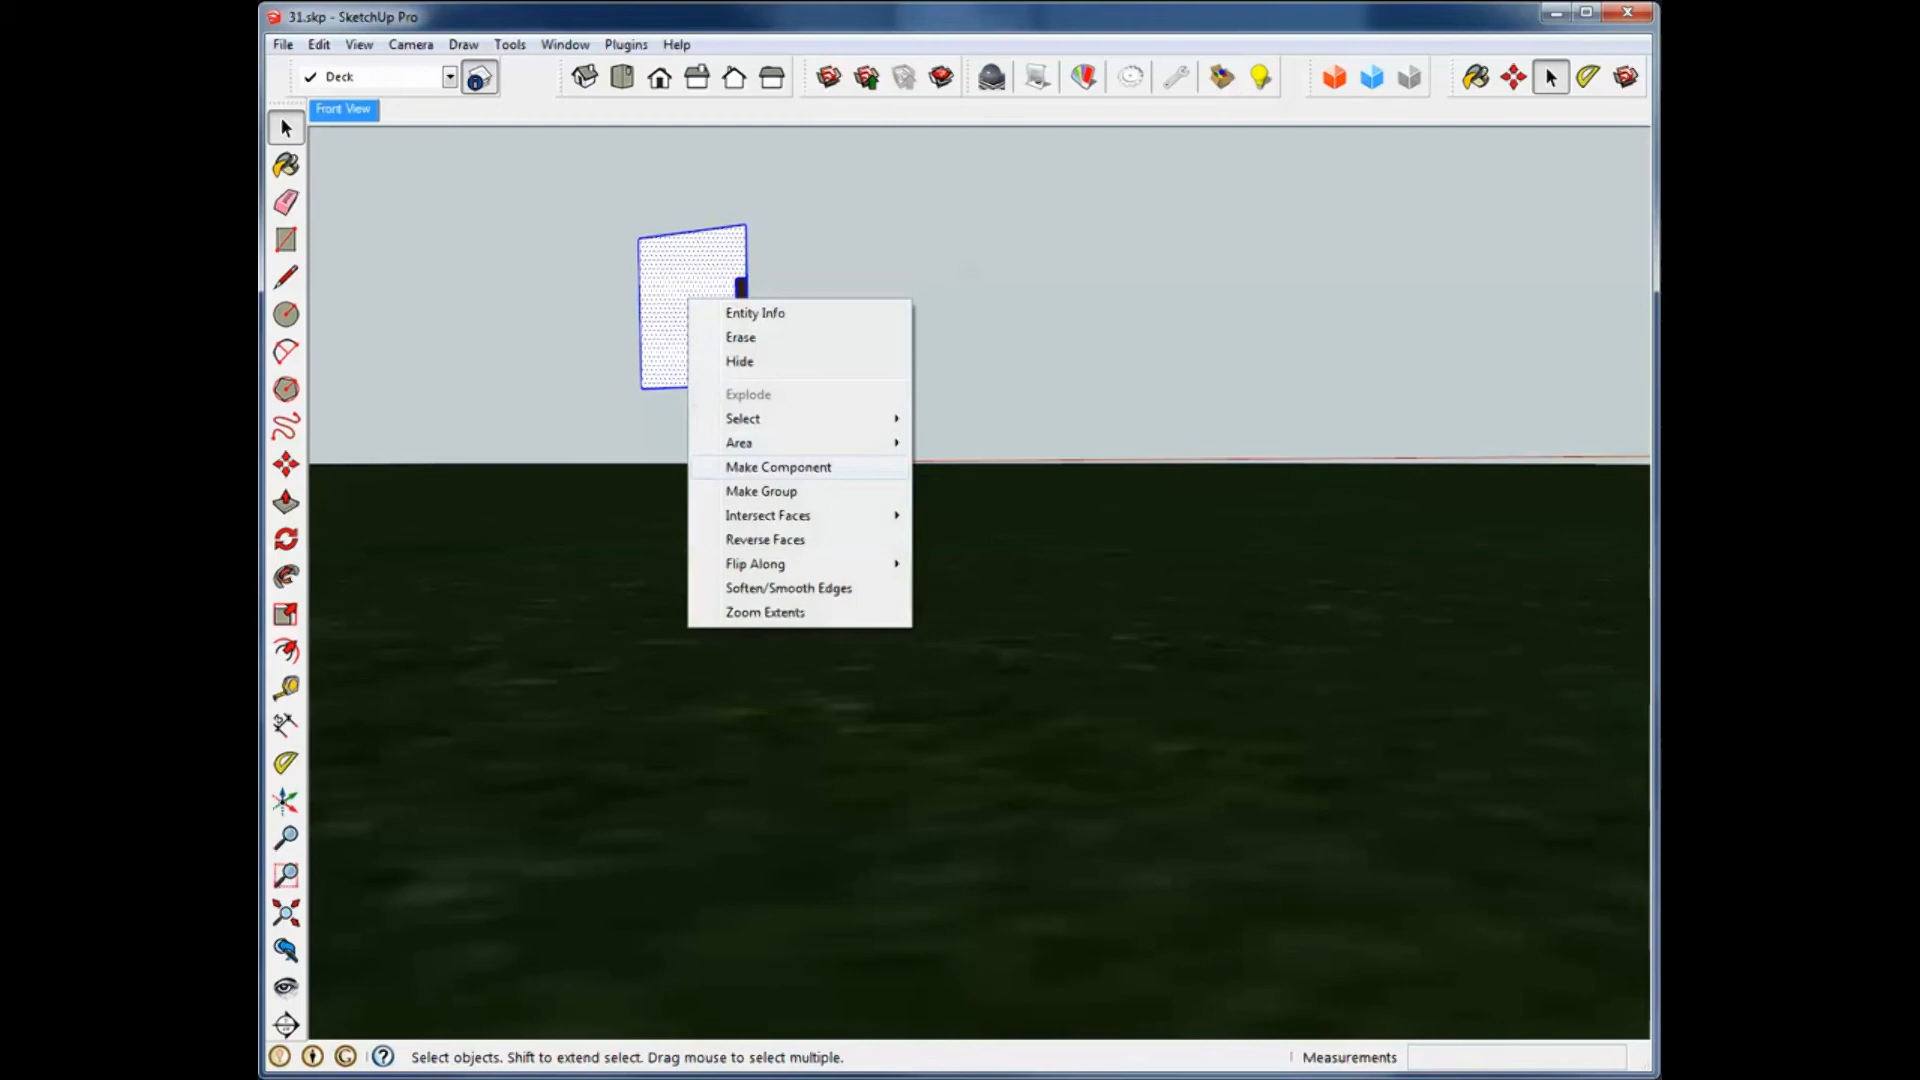 31.skp - SketchUp Pro
File Edit View Camera Draw Tools Window Plugins Help
Deck
Front View
Entity Info
Erase
Hide
Explode
Select
Area
Make Component
Make Group
Intersect Faces
Reverse Faces
Flip Along
Soften/Smooth Edges
Zoom Extents
Select objects. Shift to extend select. Drag mouse to select multiple.
Measurements